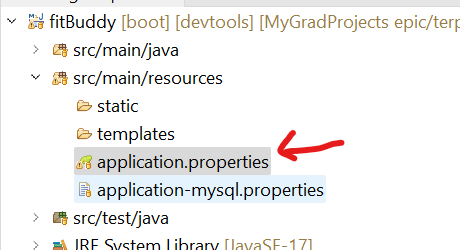 fitBuddy [boot] [devtools] [MyGradProjects epic/terp
src/main/java
src/main/resources
static
templates
application.properties
application-mysql.properties
src/test/java
JRE System Library [JavaSE-17]